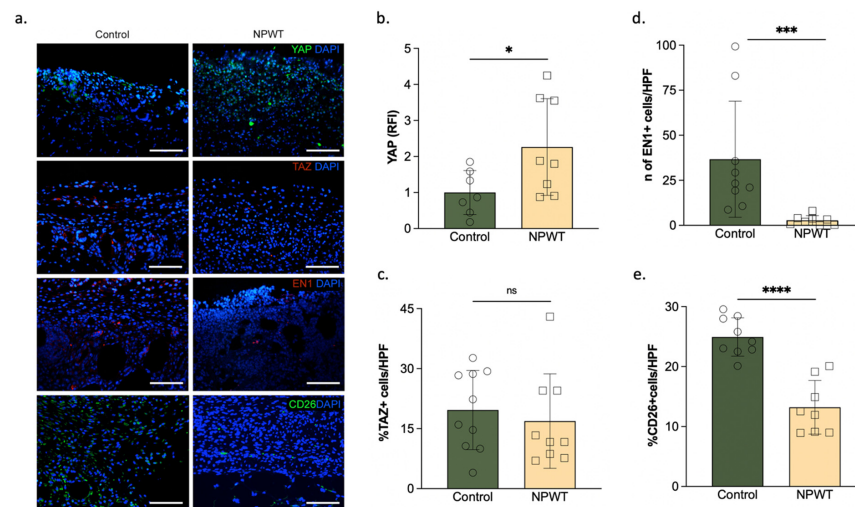 a.
Control NPWT
YAP DAPI
TAZ DAPI
EN1 DAPI
CD26DAPI
b.
YAP (RFI)
5
4
3
2
1
0
*
Control NPWT
c.
%TAZ+ cells/HPF
45
30
15
0
ns
Control NPWT
d.
n of EN1+ cells/HPF
100
75
50
25
0
***
Control NPWT
e.
%CD26+cells/HPF
30
20
10
0
****
Control NPWT